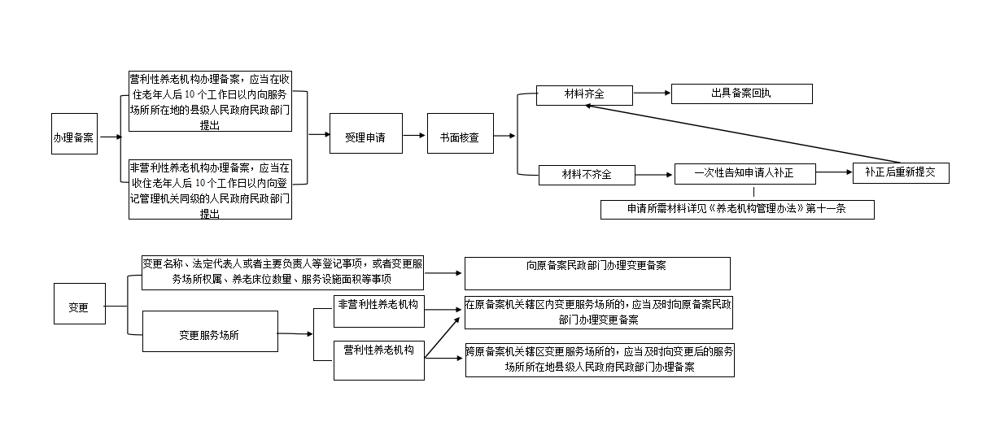 办理备案
营利性养老机构办理备案，应当在收
住老年人后 10 个工作日以内向服务
场所所在地的县级人民政府民政部门
提出
非营利性养老机构办理备案，应当在
收住老年人后 10 个工作日以内向登
记管理机关同级的人民政府民政部门
提出
受理申请
书面核查
材料齐全
出具备案回执
材料不齐全
一次性告知申请人补正
补正后重新提交
申请所需材料详见《养老机构管理办法》第十一条
变更
变更名称、法定代表人或者主要负责人等登记事项，或者变更服
务场所权属、养老床位数量、服务设施面积等事项
向原备案民政部门办理变更备案
变更服务场所
非营利性养老机构
在原备案机关辖区内变更服务场所的，应当及时向原备案民政
部门办理变更备案
营利性养老机构
跨原备案机关辖区变更服务场所的，应当及时向变更后的服务
场所所在地县级人民政府民政部门办理备案